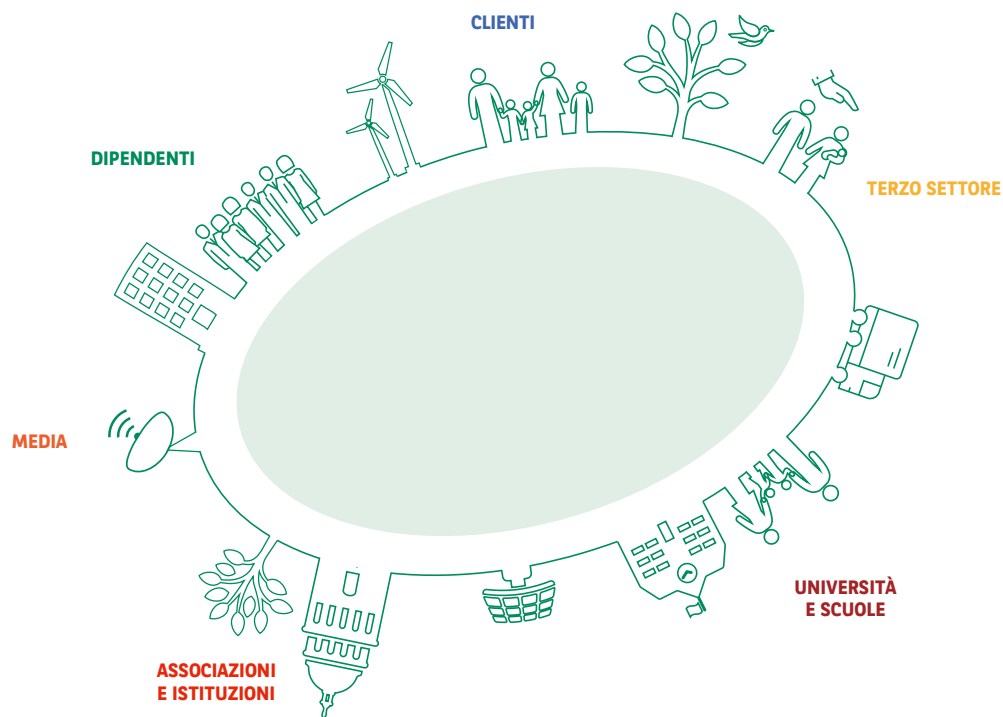 CLIENTI
DIPENDENTI
TERZO SETTORE
MEDIA
UNIVERSITÀ
E SCUOLE
ASSOCIAZIONI
E ISTITUZIONI